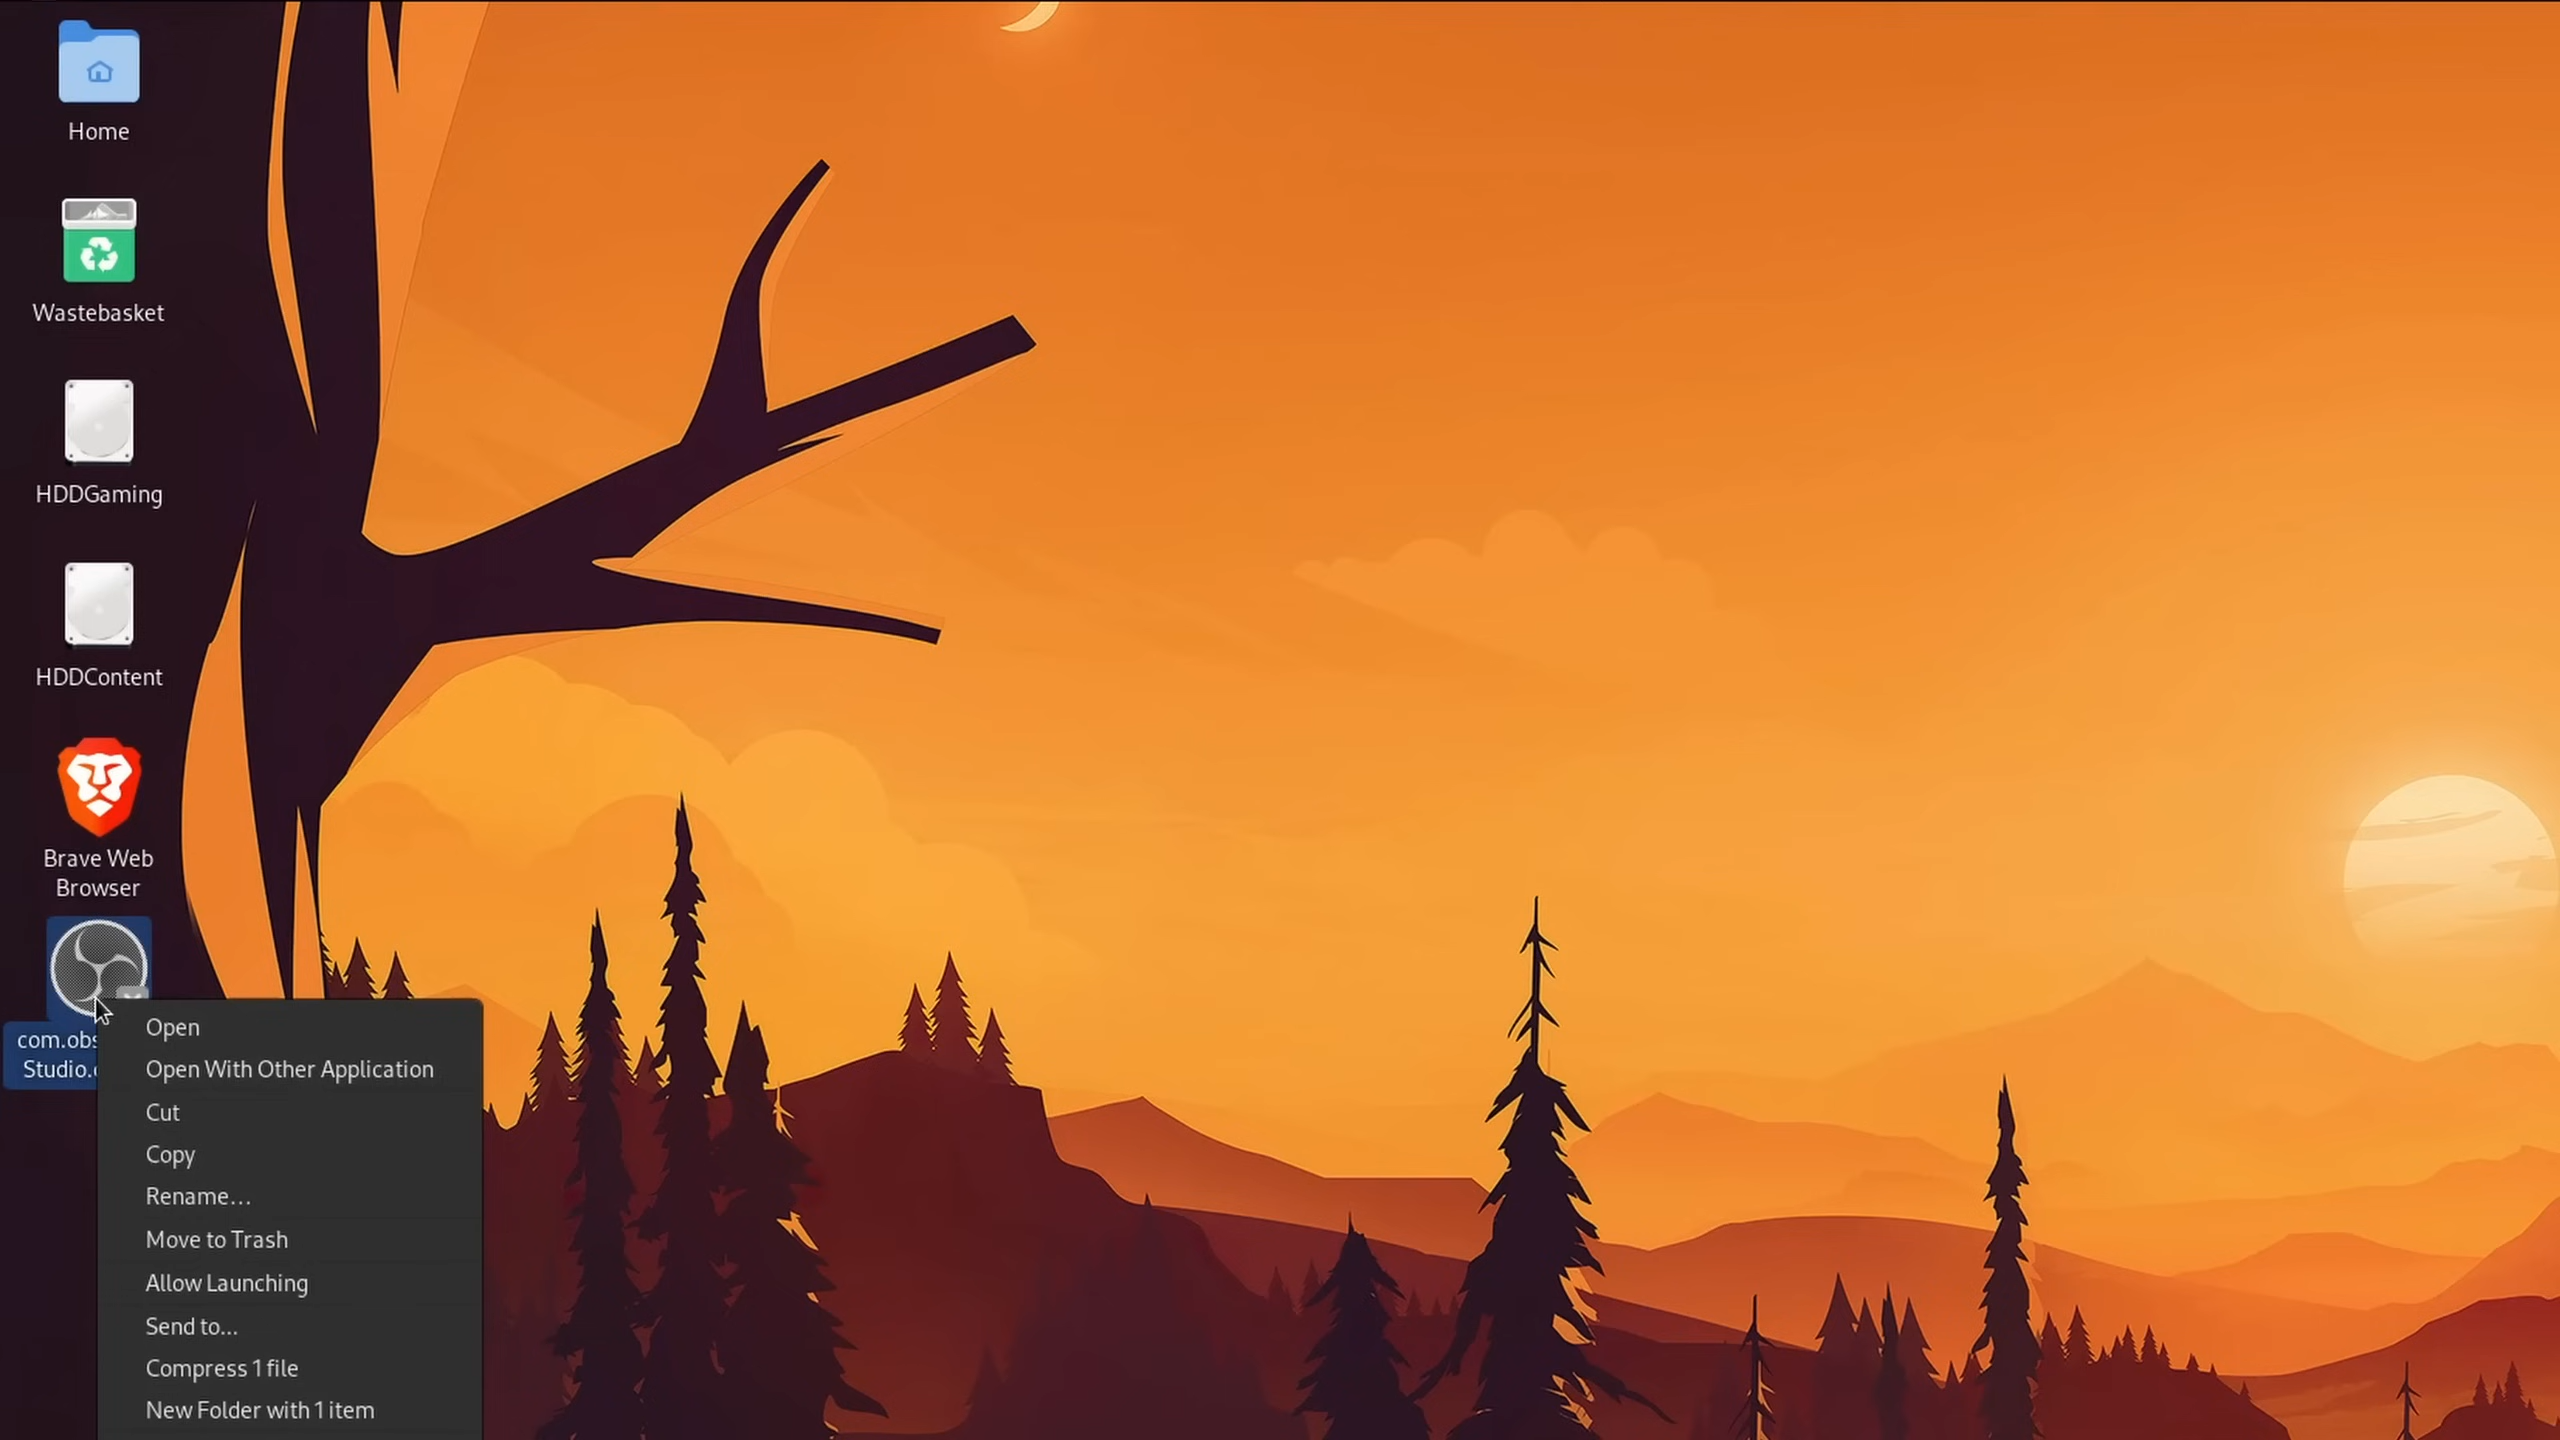 Home
Wastebasket
HDDGaming
HDDContent
Brave Web
Browser
com.obs
Studio.
Open
Open With Other Application
Cut
Copy
Rename...
Move to Trash
Allow Launching
Send to...
Compress 1 file
New Folder with 1 item